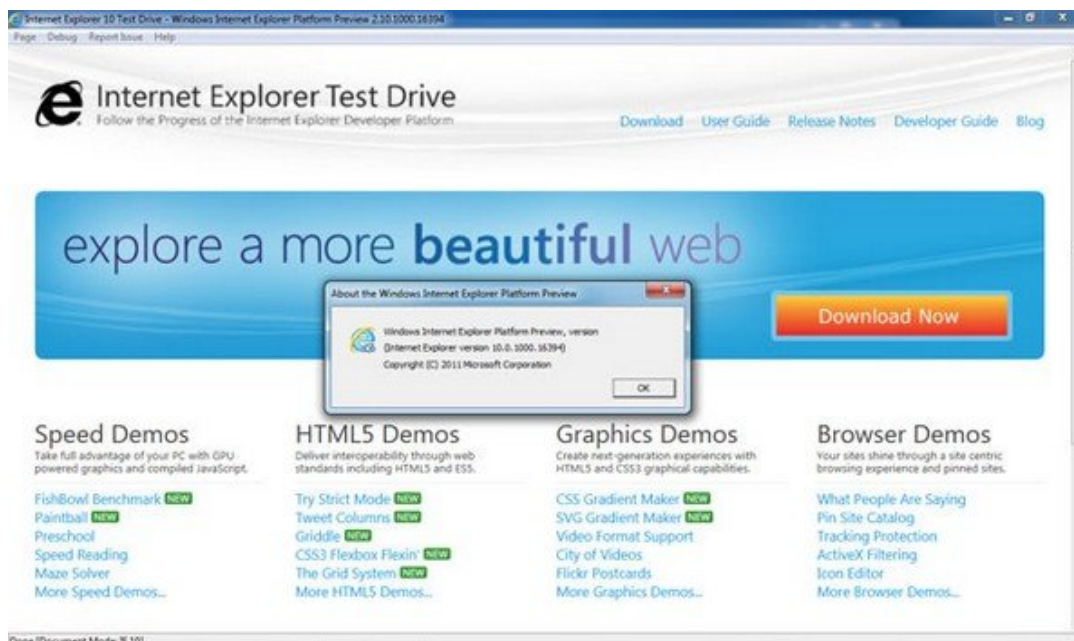 Internet Explorer 10 Test Drive - Windows Internet Explorer Platform Preview 2.10.1000.16394
Page Debug Report Issue Help
Internet Explorer Test Drive
Follow the Progress of the Internet Explorer Developer Platform
Download User Guide Release Notes Developer Guide Blog
explore a more beautiful web
Download Now
About the Windows Internet Explorer Platform Preview
Windows Internet Explorer Platform Preview, version
(Internet Explorer version 10.0.1000.16394)
Copyright (C) 2011 Microsoft Corporation
OK
Speed Demos
Take full advantage of your PC with GPU
powered graphics and compiled JavaScript.
FishBowl Benchmark NEW
Paintball NEW
Preschool
Speed Reading
Maze Solver
More Speed Demos...
HTML5 Demos
Deliver interoperability through web
standards including HTML5 and ES5.
Try Strict Mode NEW
Tweet Columns NEW
Griddle NEW
CSS3 Flexbox Flexin' NEW
The Grid System NEW
More HTML5 Demos...
Graphics Demos
Create next-generation experiences with
HTML5 and CSS3 graphical capabilities.
CSS Gradient Maker NEW
SVG Gradient Maker NEW
Video Format Support
City of Videos
Flickr Postcards
More Graphics Demos...
Browser Demos
Your sites shine through a site centric
browsing experience and pinned sites.
What People Are Saying
Pin Site Catalog
Tracking Protection
ActiveX Filtering
Icon Editor
More Browser Demos...